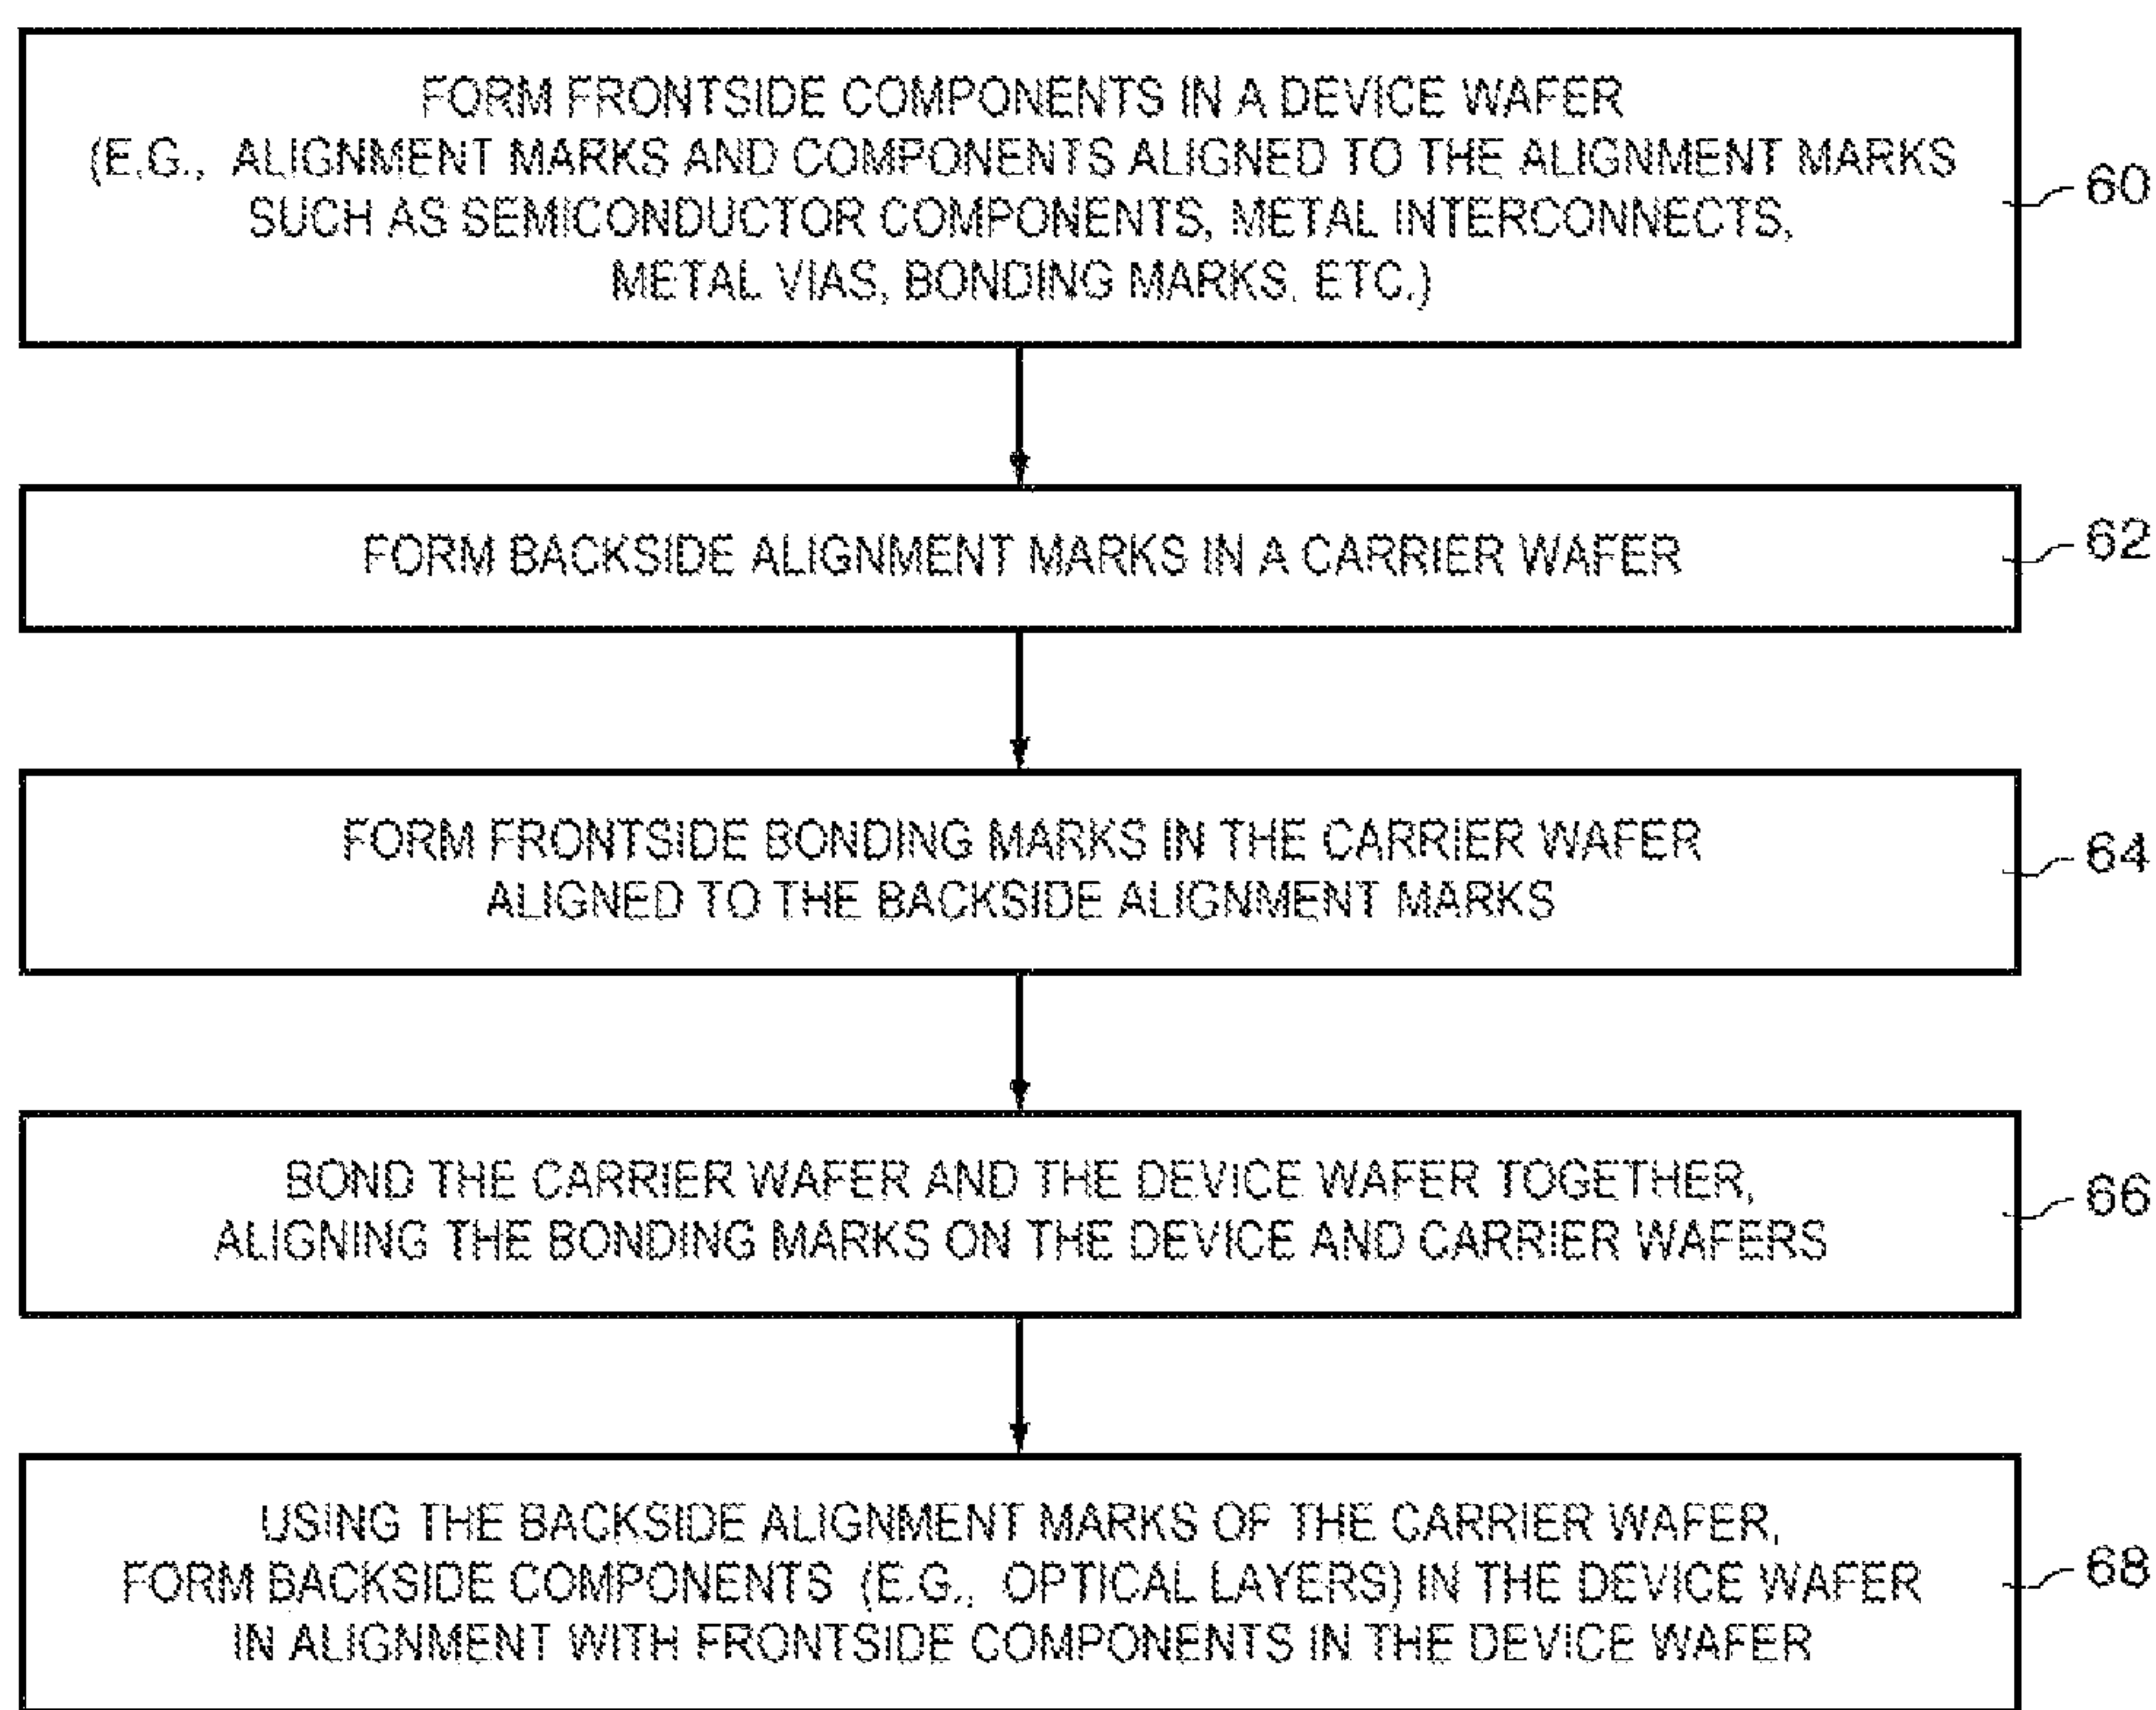 FORM FRONTSIDE COMPONENTS IN A DEVICE WAFER
(E.G., ALIGNMENT MARKS AND COMPONENTS ALIGNED TO THE ALIGNMENT MARKS
SUCH AS SEMICONDUCTOR COMPONENTS, METAL INTERCONNECTS,
METAL VIAS, BONDING MARKS, ETC.)
60
FORM BACKSIDE ALIGNMENT MARKS IN A CARRIER WAFER
62
FORM FRONTSIDE BONDING MARKS IN THE CARRIER WAFER
ALIGNED TO THE BACKSIDE ALIGNMENT MARKS
64
BOND THE CARRIER WAFER AND THE DEVICE WAFER TOGETHER,
ALIGNING THE BONDING MARKS ON THE DEVICE AND CARRIER WAFERS
66
USING THE BACKSIDE ALIGNMENT MARKS OF THE CARRIER WAFER,
FORM BACKSIDE COMPONENTS (E.G., OPTICAL LAYERS) IN THE DEVICE WAFER
IN ALIGNMENT WITH FRONTSIDE COMPONENTS IN THE DEVICE WAFER
68